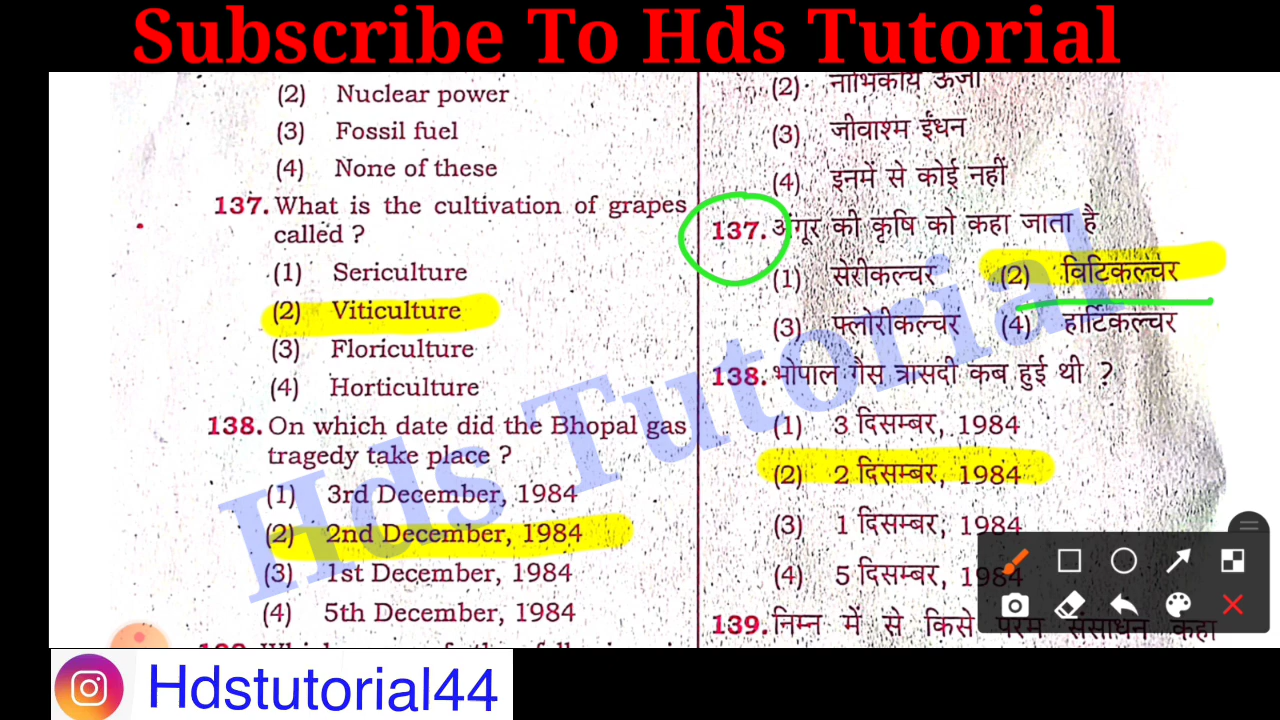 Subscribe To Hds Tutorial
(2) Nuclear power
(3) Fossil fuel
(4) None of these
137. What is the cultivation of grapes
called ?
(1) Sericulture
(2) Viticulture
(3) Floriculture
(4) Horticulture
138. On which date did the Bhopal gas
tragedy take place ?
(1) 3rd December, 1984
(2) 2nd December, 1984
(3) 1st December, 1984
(4) 5th December, 1984
(2) नाभिकीय ऊर्जा
(3) जीवाश्म ईंधन
(4) इनमें से कोई नहीं
137. अंगूर की कृषि को कहा जाता है
(1) सेरीकल्चर (2) विटिकल्चर
(3) फ्लोरीकल्चर (4) हॉर्टिकल्चर
138. भोपाल गैस त्रासदी कब हुई थी ?
(1) 3 दिसम्बर, 1984
(2) 2 दिसम्बर, 1984
(3) 1 दिसम्बर, 1984
(4) 5 दिसम्बर, 1984
139. निम्न में से किसे परम संसाधन कहा
Hds Tutorial
Hdstutorial44